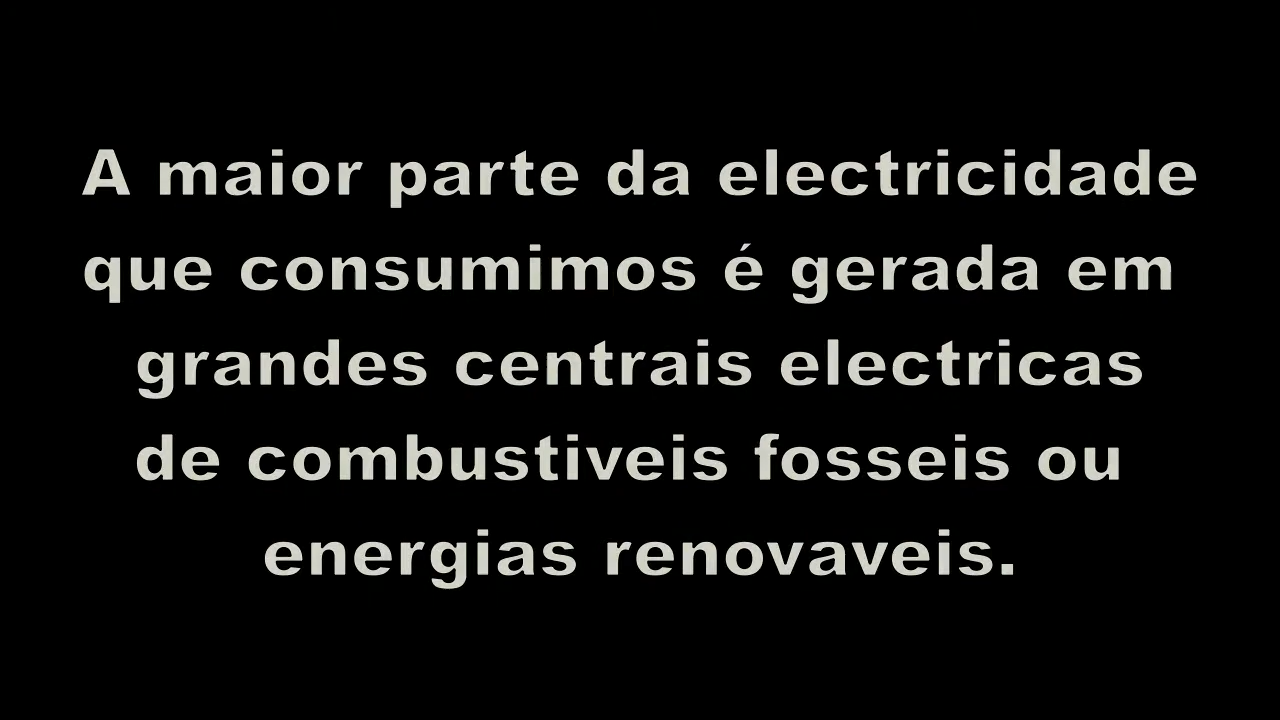 A maior parte da electricidade
que consumimos é gerada em
grandes centrais electricas
de combustiveis fosseis ou
energias renovaveis.